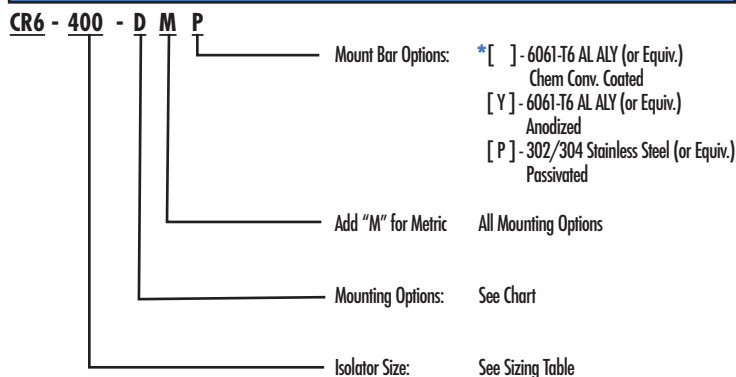 CR6 - 400 - D M P
Mount Bar Options: *[ ] - 6061-T6 AL ALY (or Equiv.)
Chem Conv. Coated
[ Y ] - 6061-T6 AL ALY (or Equiv.)
Anodized
[ P ] - 302/304 Stainless Steel (or Equiv.)
Passivated
Add “M” for Metric All Mounting Options
Mounting Options: See Chart
Isolator Size: See Sizing Table